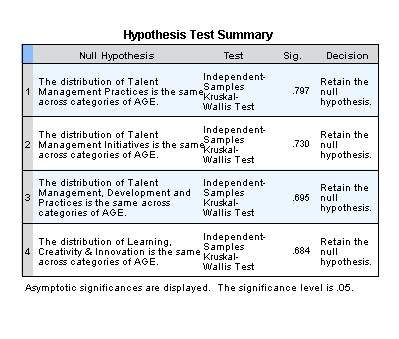 Hypothesis Test Summary
Null Hypothesis Test Sig. Decision
1 The distribution of Talent Management Practices is the same across categories of AGE. Independent-Samples Kruskal-Wallis Test .797 Retain the null hypothesis.
2 The distribution of Talent Management Initiatives is the same across categories of AGE. Independent-Samples Kruskal-Wallis Test .730 Retain the null hypothesis.
3 The distribution of Talent Management, Development and Practices is the same across categories of AGE. Independent-Samples Kruskal-Wallis Test .695 Retain the null hypothesis.
4 The distribution of Learning, Creativity & Innovation is the same across categories of AGE. Independent-Samples Kruskal-Wallis Test .684 Retain the null hypothesis.
Asymptotic significances are displayed. The significance level is .05.